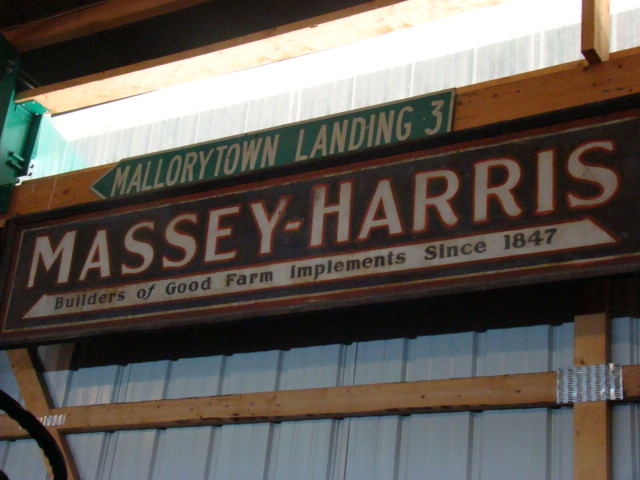 MALLORYTOWN LANDING 3
MASSEY-HARRIS
Builders of Good Farm Implements Since 1847